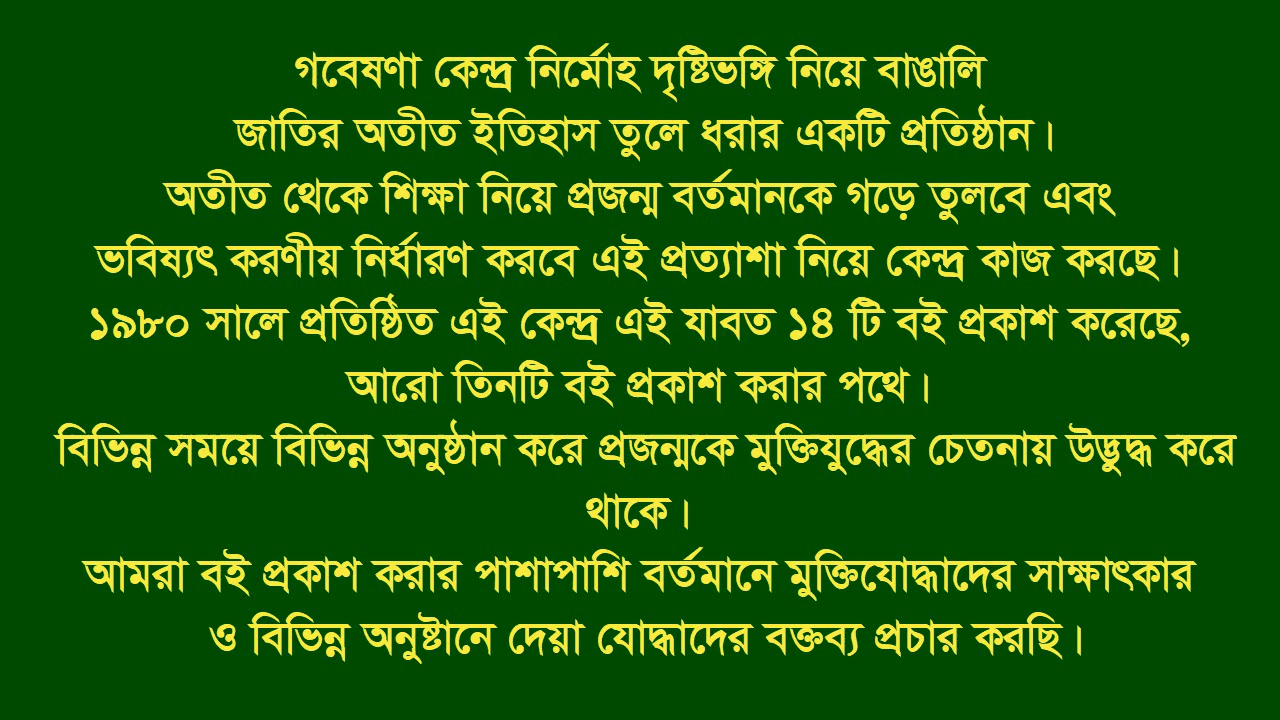 গবেষণা কেন্দ্র নির্মোহ দৃষ্টিভঙ্গি নিয়ে বাঙালি
জাতির অতীত ইতিহাস তুলে ধরার একটি প্রতিষ্ঠান।
অতীত থেকে শিক্ষা নিয়ে প্রজন্ম বর্তমানকে গড়ে তুলবে এবং
ভবিষ্যৎ করণীয় নির্ধারণ করবে এই প্রত্যাশা নিয়ে কেন্দ্র কাজ করছে।
১৯৮০ সালে প্রতিষ্ঠিত এই কেন্দ্র এই যাবত ১৪ টি বই প্রকাশ করেছে,
আরো তিনটি বই প্রকাশ করার পথে।
বিভিন্ন সময়ে বিভিন্ন অনুষ্ঠান করে প্রজন্মকে মুক্তিযুদ্ধের চেতনায় উদ্ভুদ্ধ করে
থাকে।
আমরা বই প্রকাশ করার পাশাপাশি বর্তমানে মুক্তিযোদ্ধাদের সাক্ষাৎকার
ও বিভিন্ন অনুষ্টানে দেয়া যোদ্ধাদের বক্তব্য প্রচার করছি।